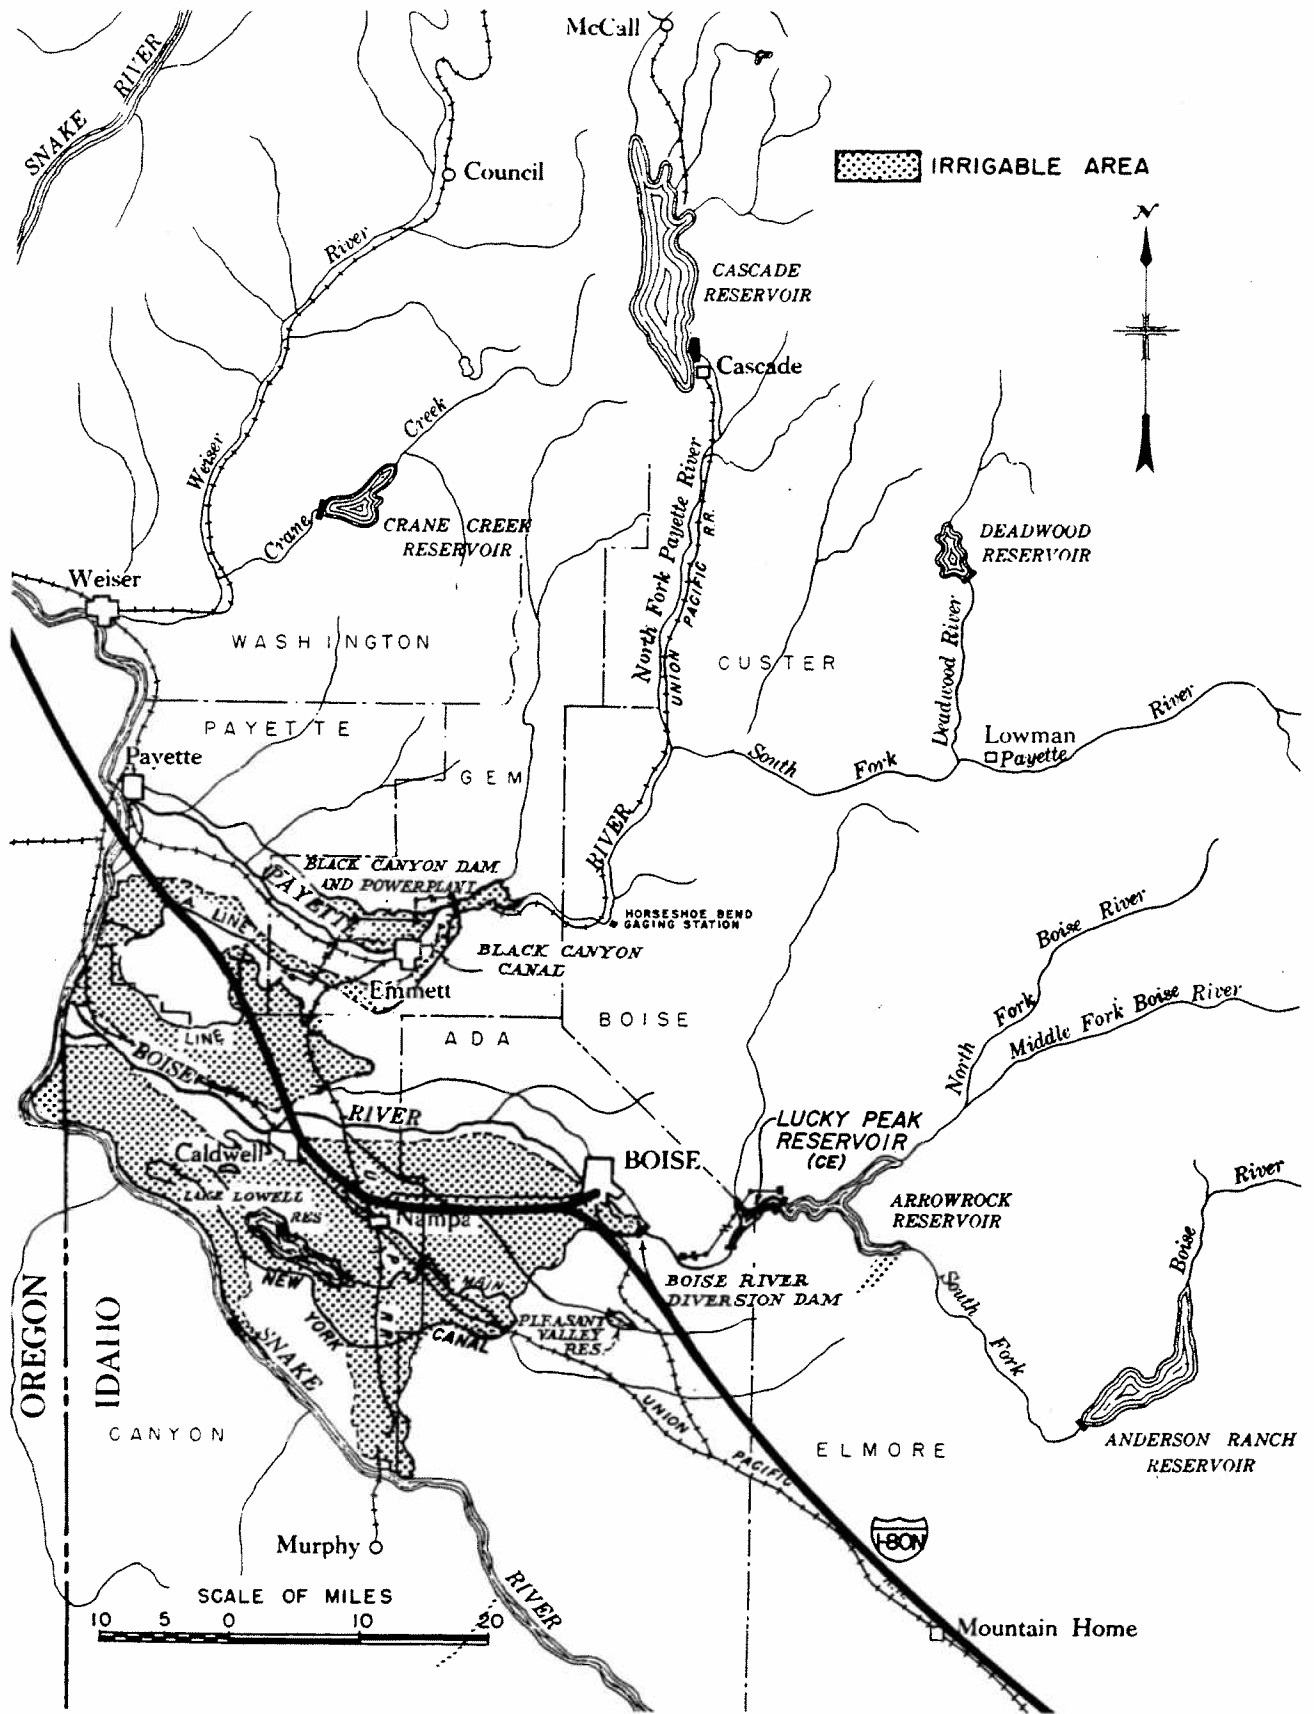 McCall
SNAKE RIVER
Council
IRRIGABLE AREA
N
River
CASCADE
RESERVOIR
Cascade
Creek
Weiser
North Fork Payette River
UNION PACIFIC R.R.
Crane
CRANE CREEK
RESERVOIR
DEADWOOD
RESERVOIR
Weiser
Deadwood River
WASHINGTON
CUSTER
PAYETTE
Payette
GEM
South Fork
Lowman
Payette
River
RIVER
BLACK CANYON DAM
AND POWERPLANT
PAYETTE
LINE
HORSESHOE BEND
GAGING STATION
BLACK CANYON
CANAL
Emmett
North Fork Boise River
Middle Fork Boise River
BOISE
ADA
LINE
BOISE
RIVER
LUCKY PEAK
RESERVOIR
(CE)
Caldwell
BOISE
LAKE LOWELL
RES.
Nampa
ARROWROCK
RESERVOIR
Boise
River
BOISE RIVER
DIVERSION DAM
South Fork
NEW YORK
MAIN
CANAL
PLEASANT
VALLEY
RES.
OREGON
IDAHO
SNAKE
CANYON
UNION PACIFIC
ELMORE
ANDERSON RANCH
RESERVOIR
I-80N
Murphy
RIVER
SCALE OF MILES
10 5 0 10 20
Mountain Home